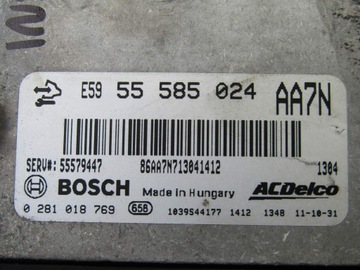 E59 55 585 024 AA7N
SERV#: 55579447 86AA7N713041412 1304
BOSCH Made in Hungary ACDelco
0 281 018 769 658 1039S44177 1412 1348 11-10-31